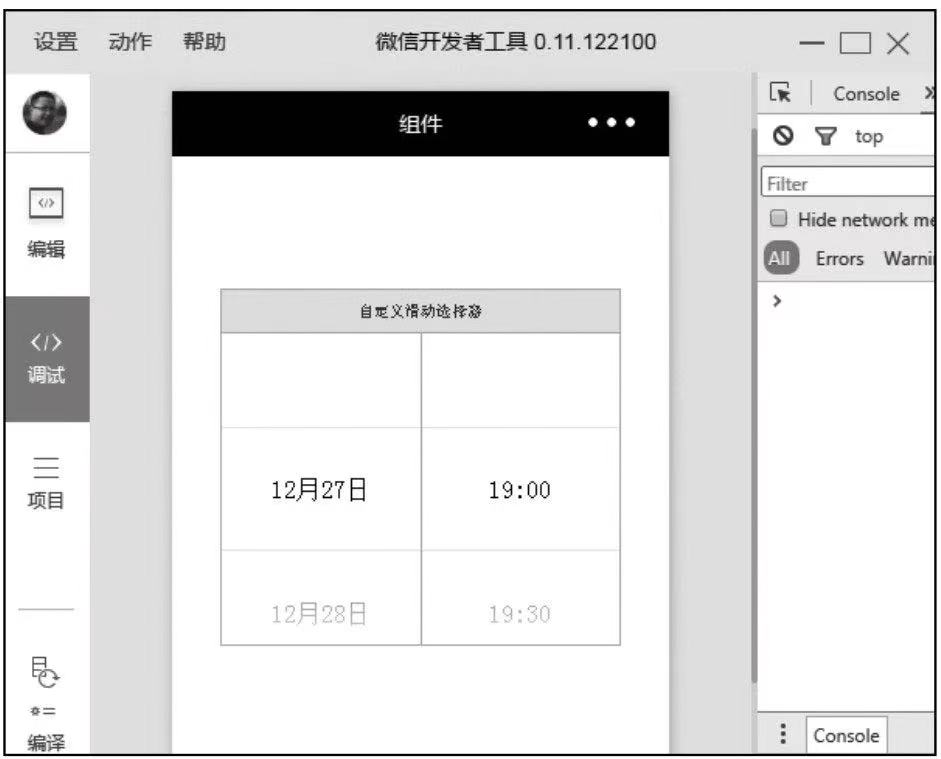 设置 动作 帮助 微信开发者工具 0.11.122100
组件
Console
top
Filter
编辑
Hide network me
All Errors Warni
自定义滑动选择器
调试
12月27日 19:00
项目
12月28日 19:30
编译
Console